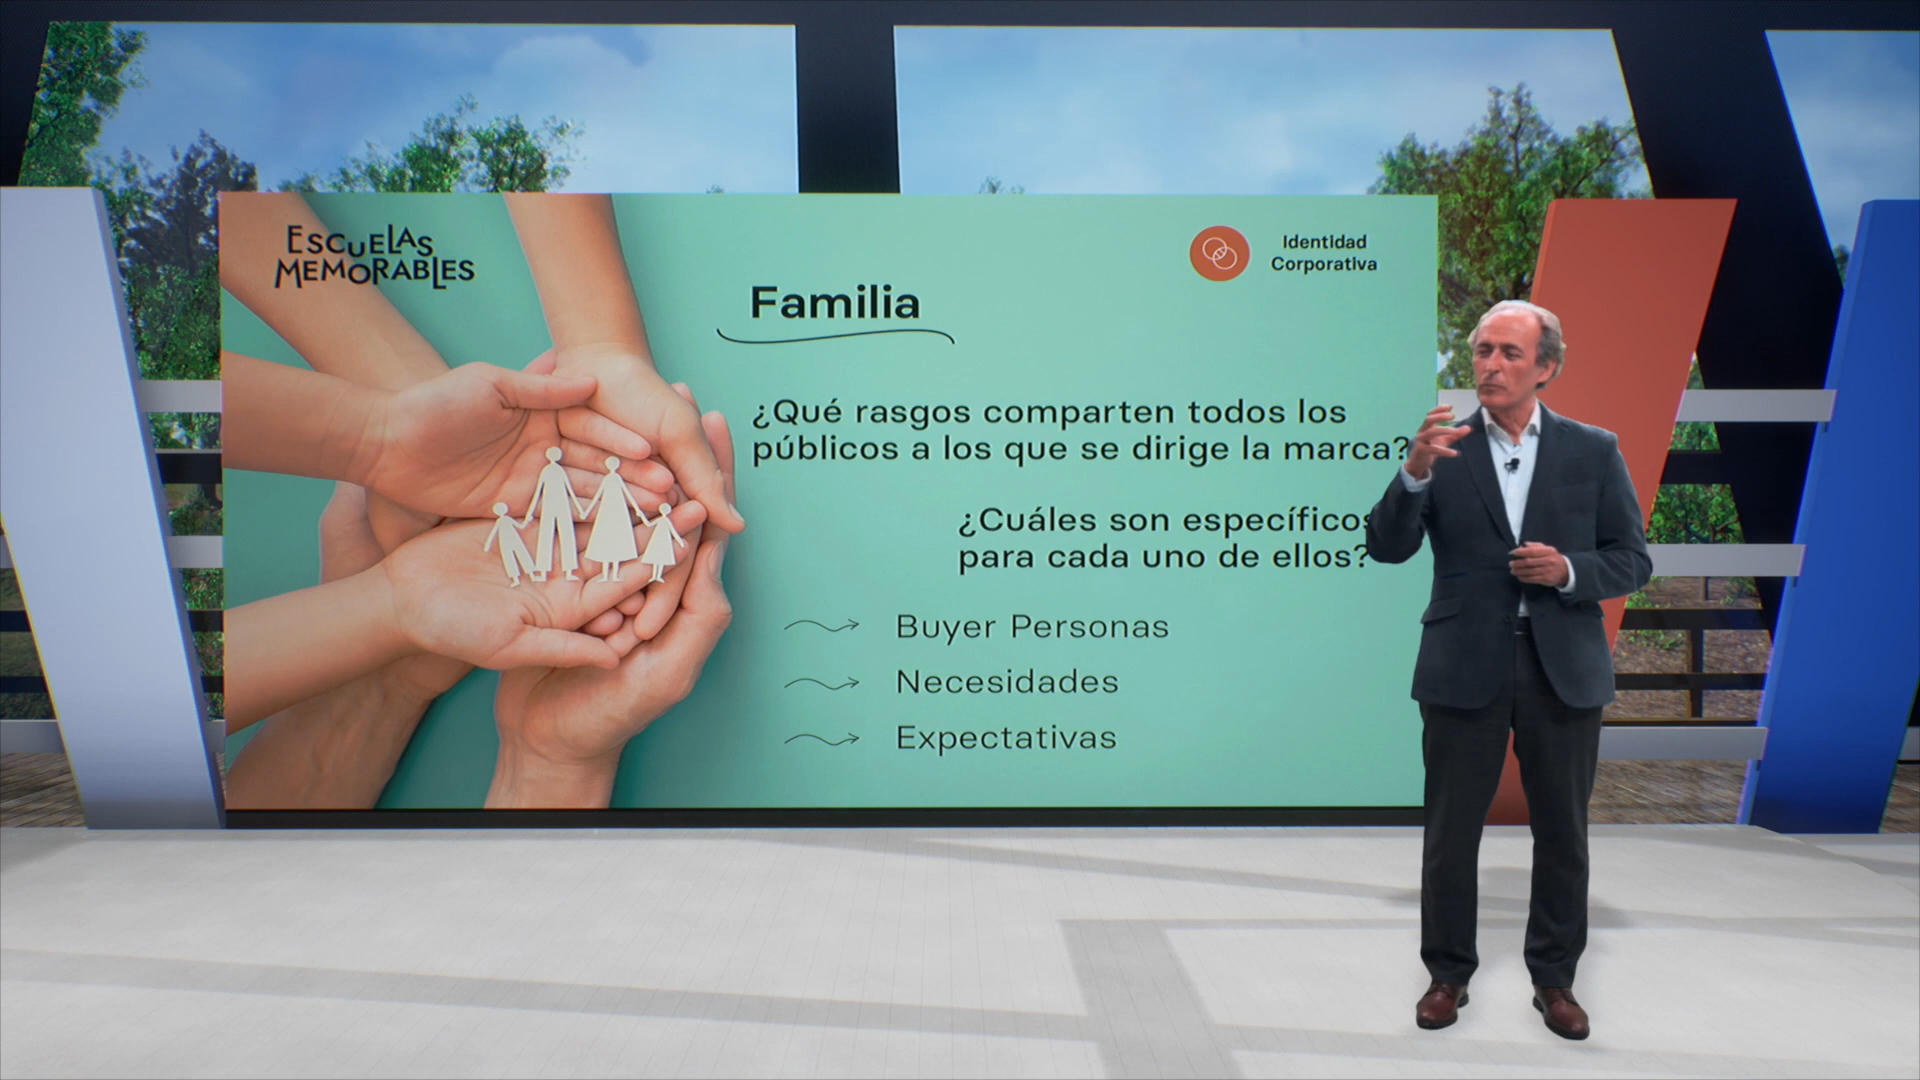 ESCUELAS
MEMORABLES
Identidad
Corporativa
Familia
¿Qué rasgos comparten todos los
públicos a los que se dirige la marca?
¿Cuáles son específicos
para cada uno de ellos?
Buyer Personas
Necesidades
Expectativas